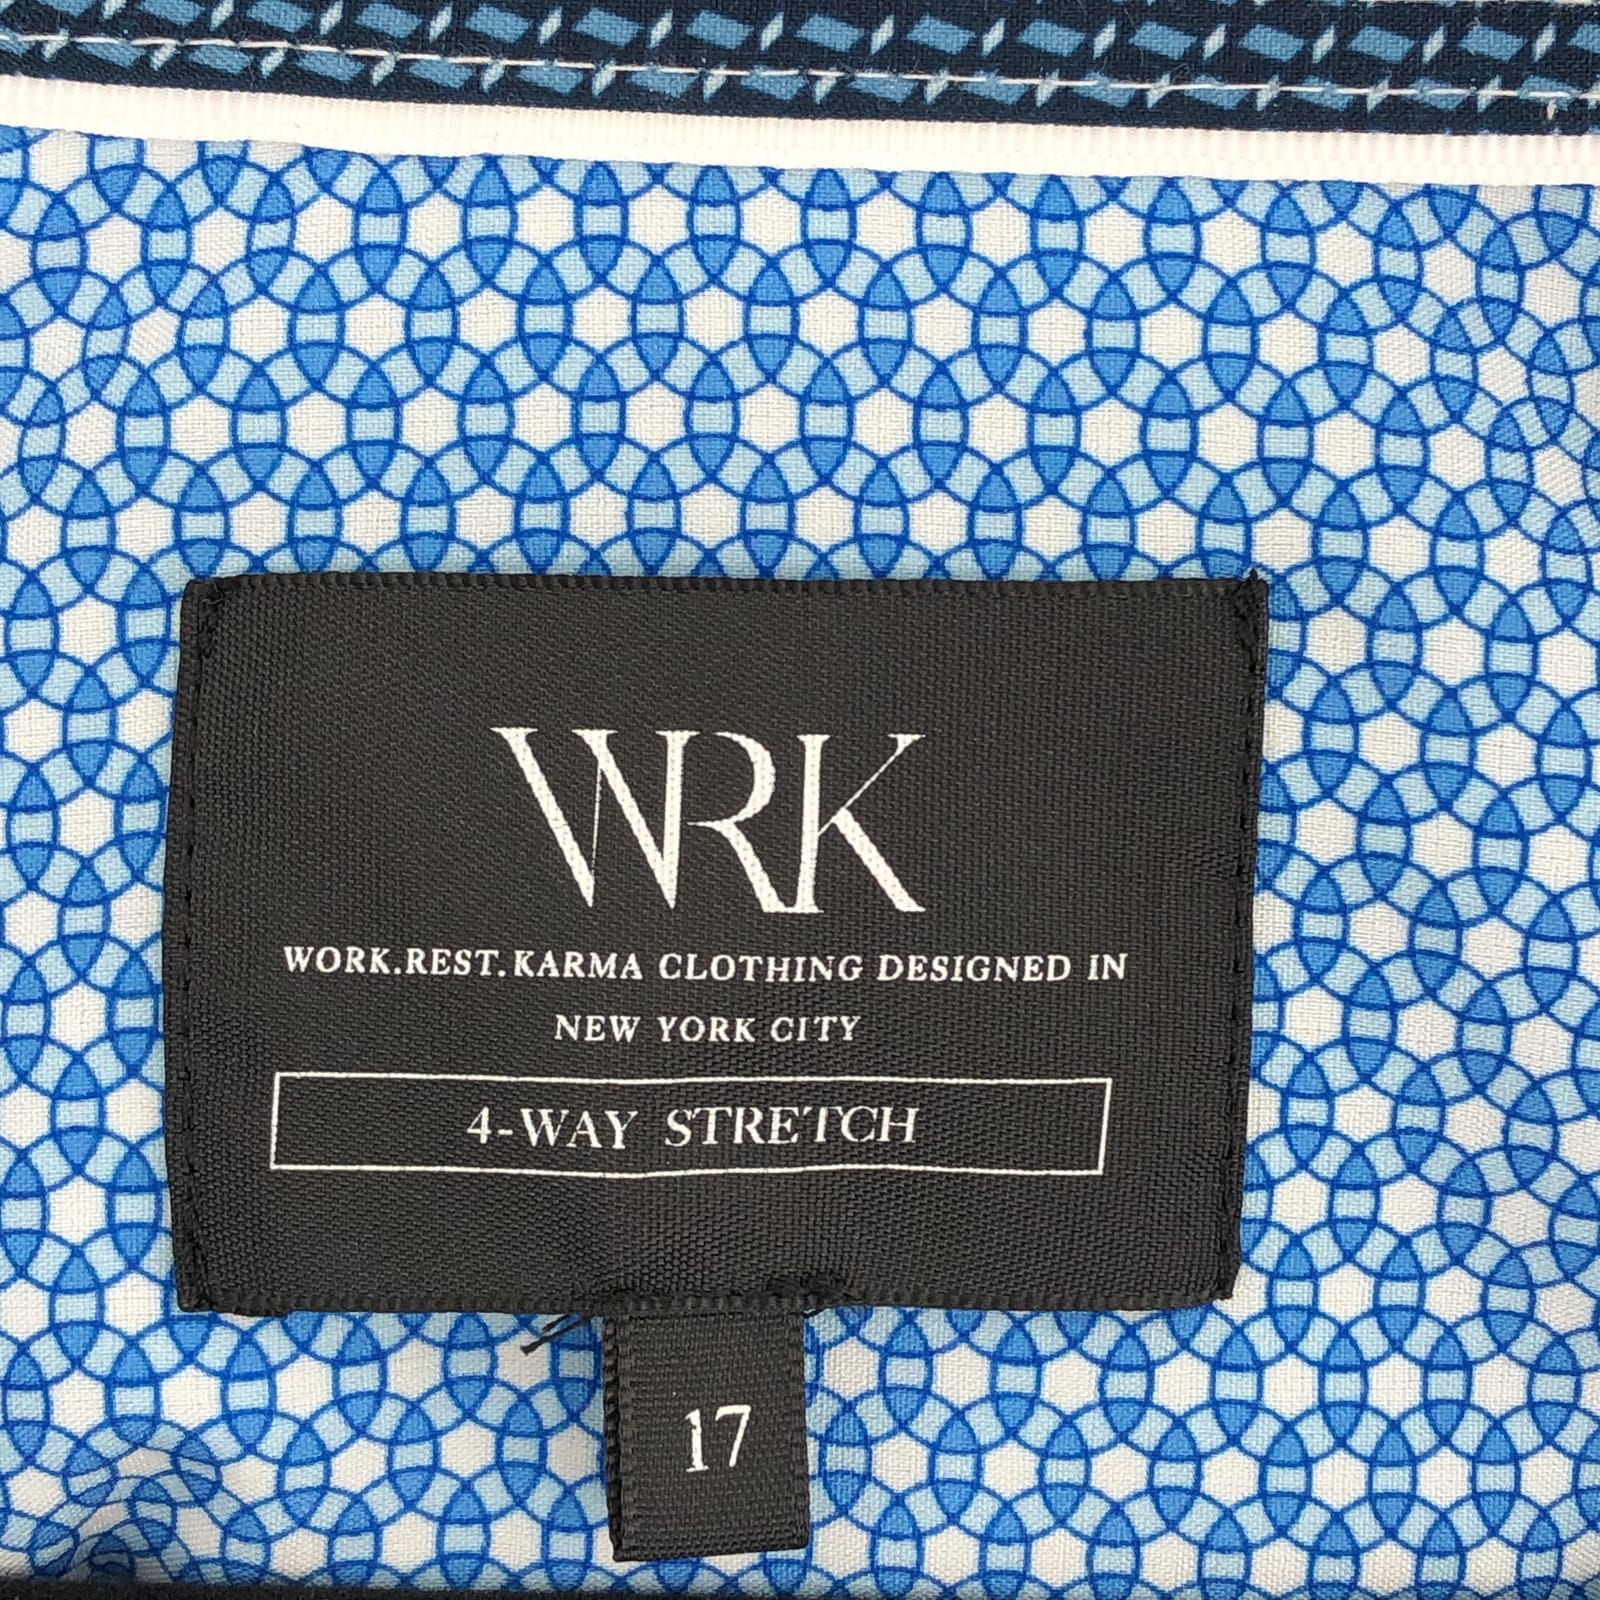 WRK
WORK.REST.KARMA CLOTHING DESIGNED IN
NEW YORK CITY
4-WAY STRETCH
17